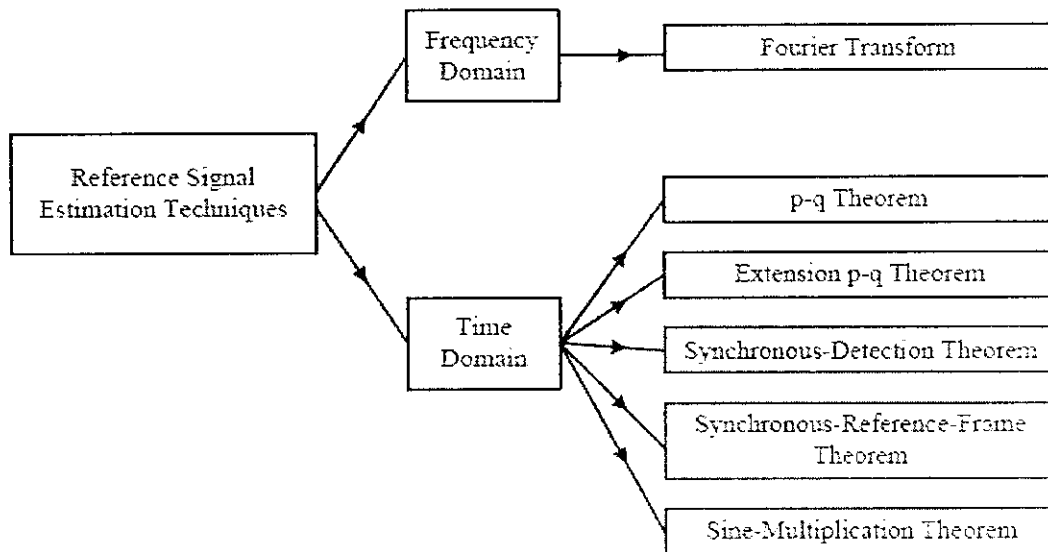 Frequency
Domain
Fourier Transform
Reference Signal
Estimation Techniques
p-q Theorem
Extension p-q Theorem
Time
Domain
Synchronous-Detection Theorem
Synchronous-Reference-Frame
Theorem
Sine-Multiplication Theorem